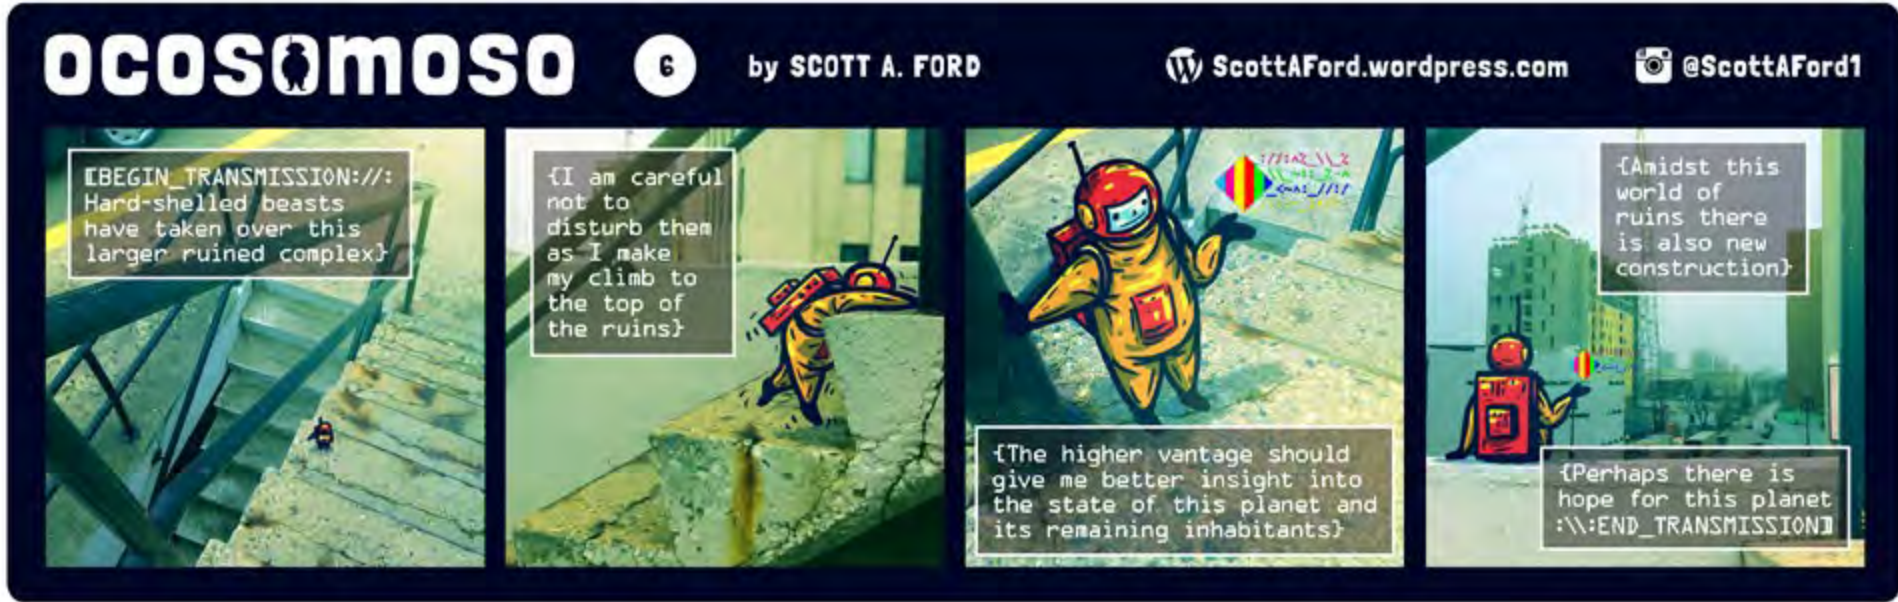 OCOSOMOSO
6
by SCOTT A. FORD
ScottAFord.wordpress.com
@ScottAFord1
[BEGIN_TRANSMISSION://:
Hard-shelled beasts
have taken over this
larger ruined complex}
{I am careful
not to
disturb them
as I make
my climb to
the top of
the ruins}
{The higher vantage should
give me better insight into
the state of this planet and
its remaining inhabitants}
{Amidst this
world of
ruins there
is also new
construction}
{Perhaps there is
hope for this planet
:\\:END_TRANSMISSION]